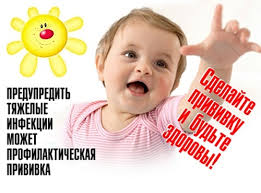 ПРЕДУПРЕДИТЬ
ТЯЖЕЛЫЕ
ИНФЕКЦИИ
МОЖЕТ
ПРОФИЛАКТИЧЕСКАЯ
ПРИВИВКА
Сделайте
прививку
и будьте
здоровы!